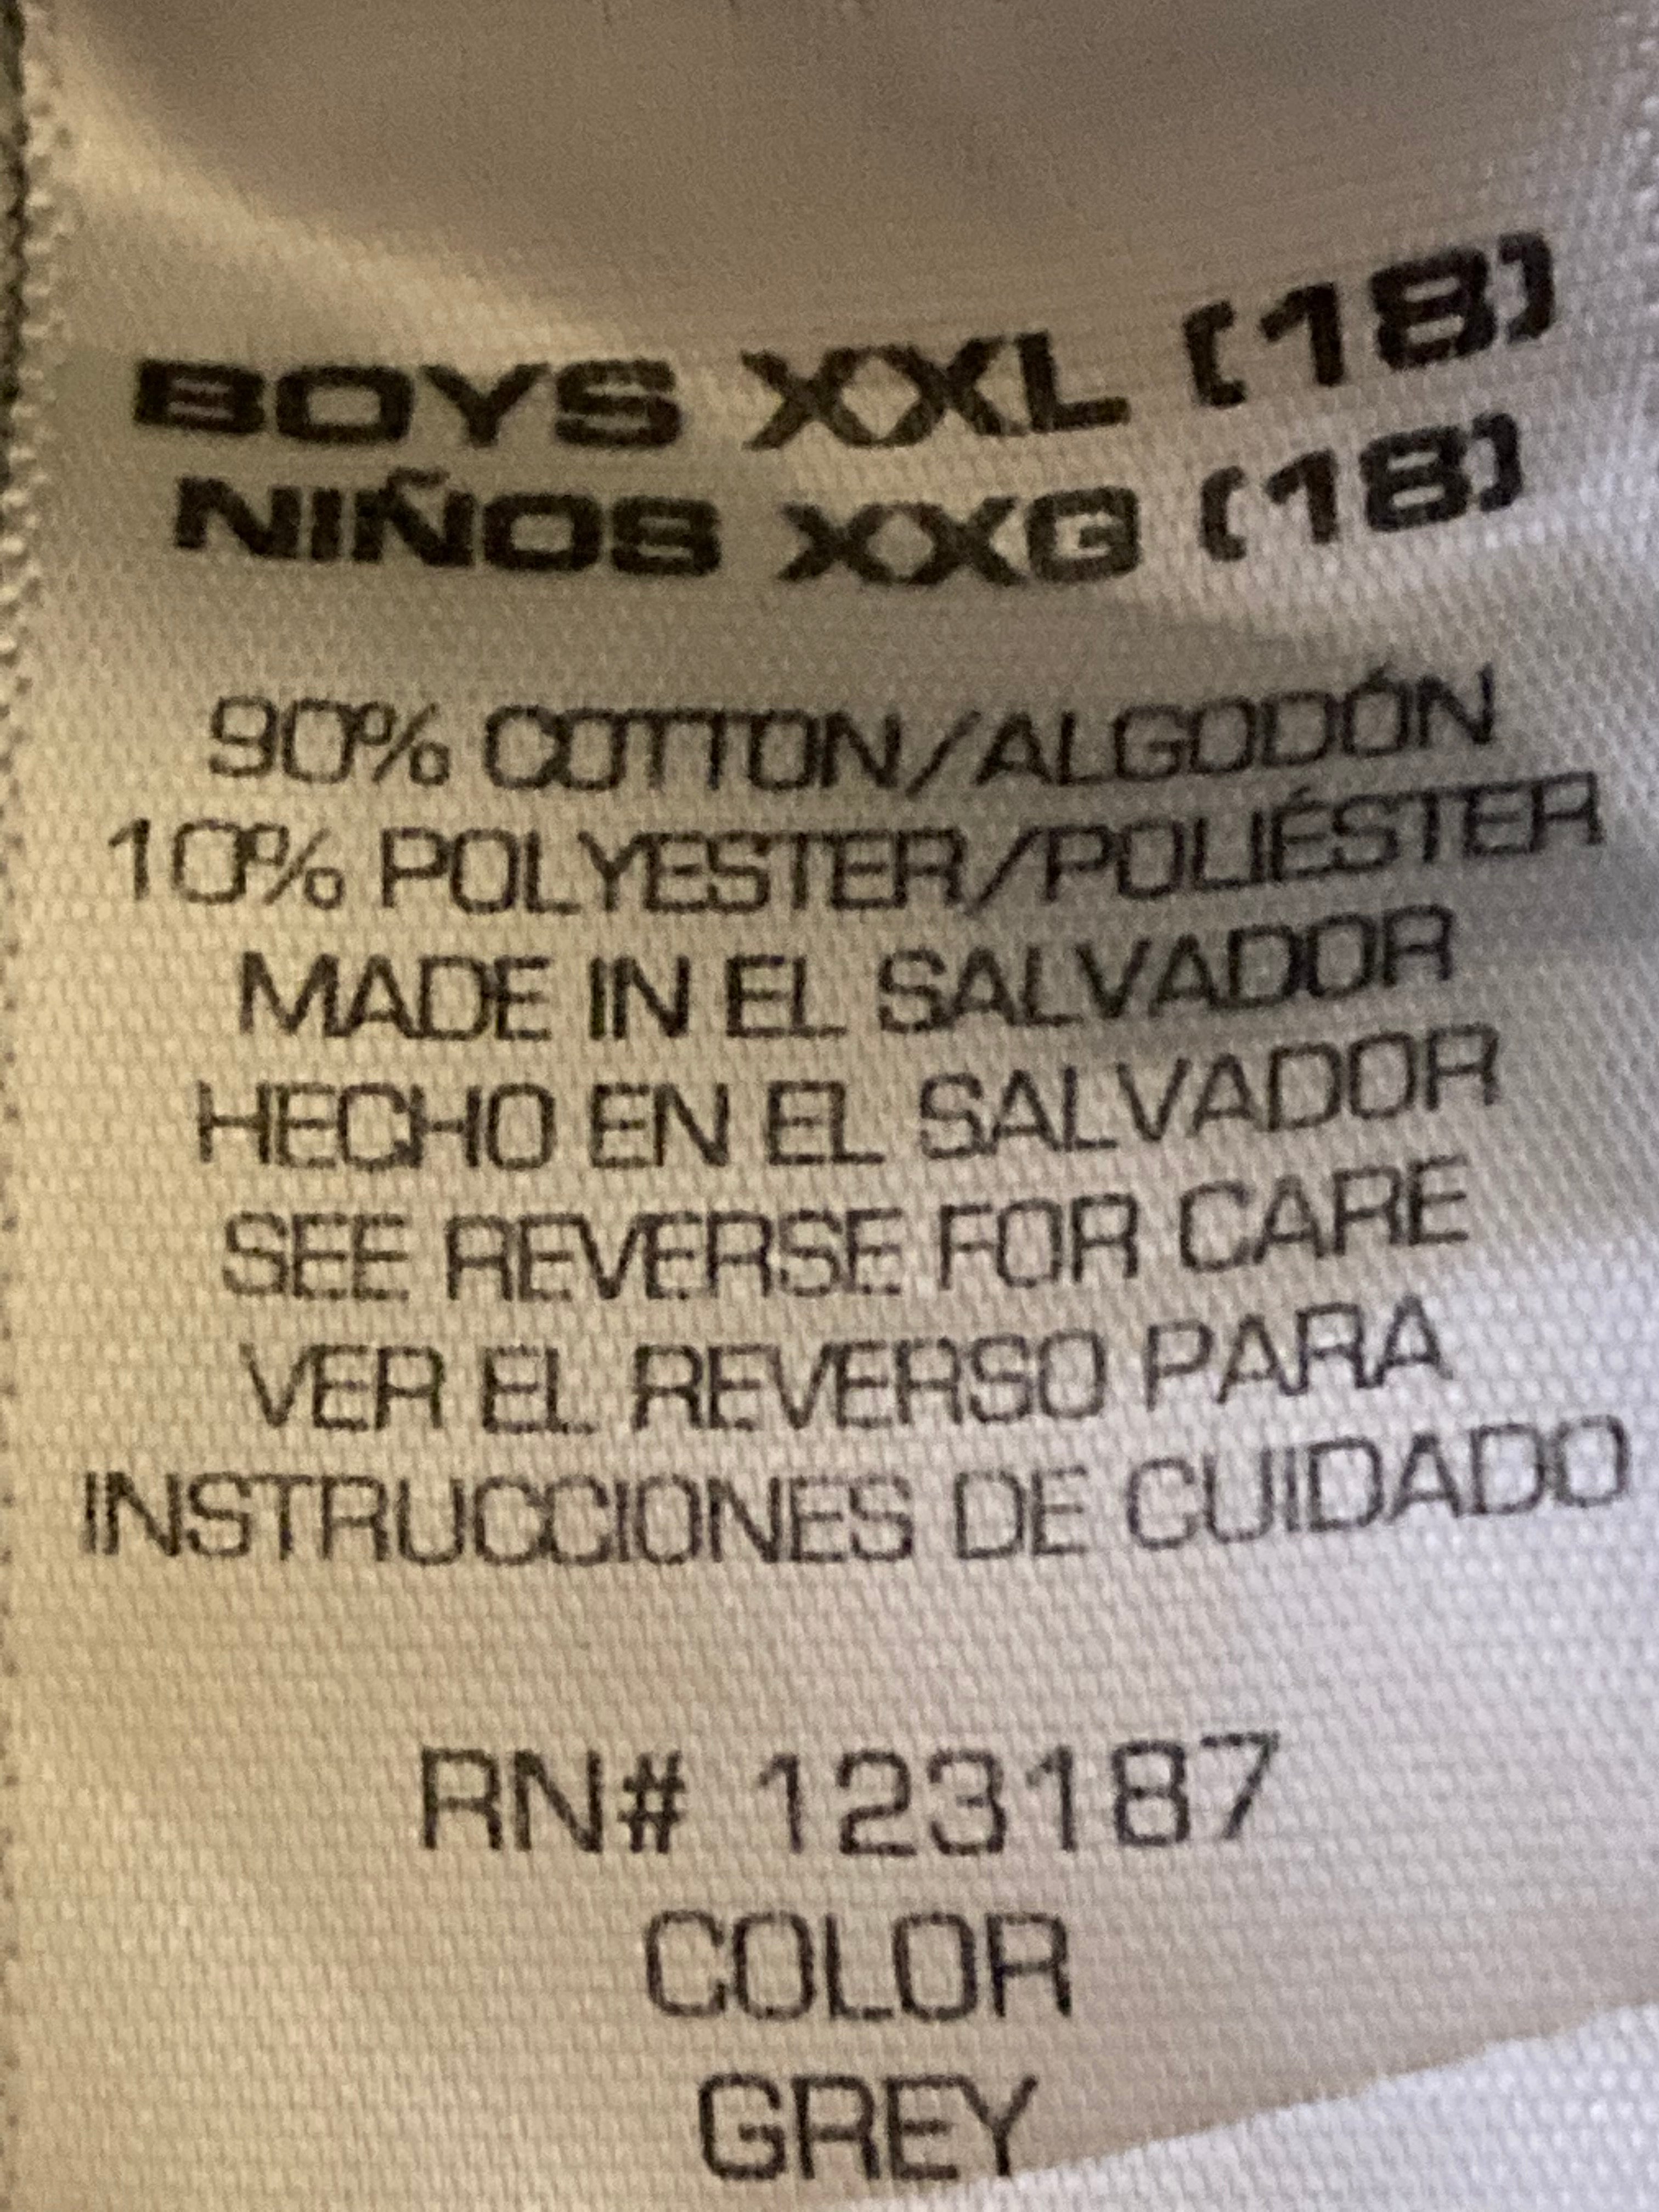 BOYS XXL (18)
NIÑOS XXG (18)
90% COTTON/ALGODÓN
10% POLYESTER/POLIÉSTER
MADE IN EL SALVADOR
HECHO EN EL SALVADOR
SEE REVERSE FOR CARE
VER EL REVERSO PARA
INSTRUCCIONES DE CUIDADO
RN# 123187
COLOR
GREY